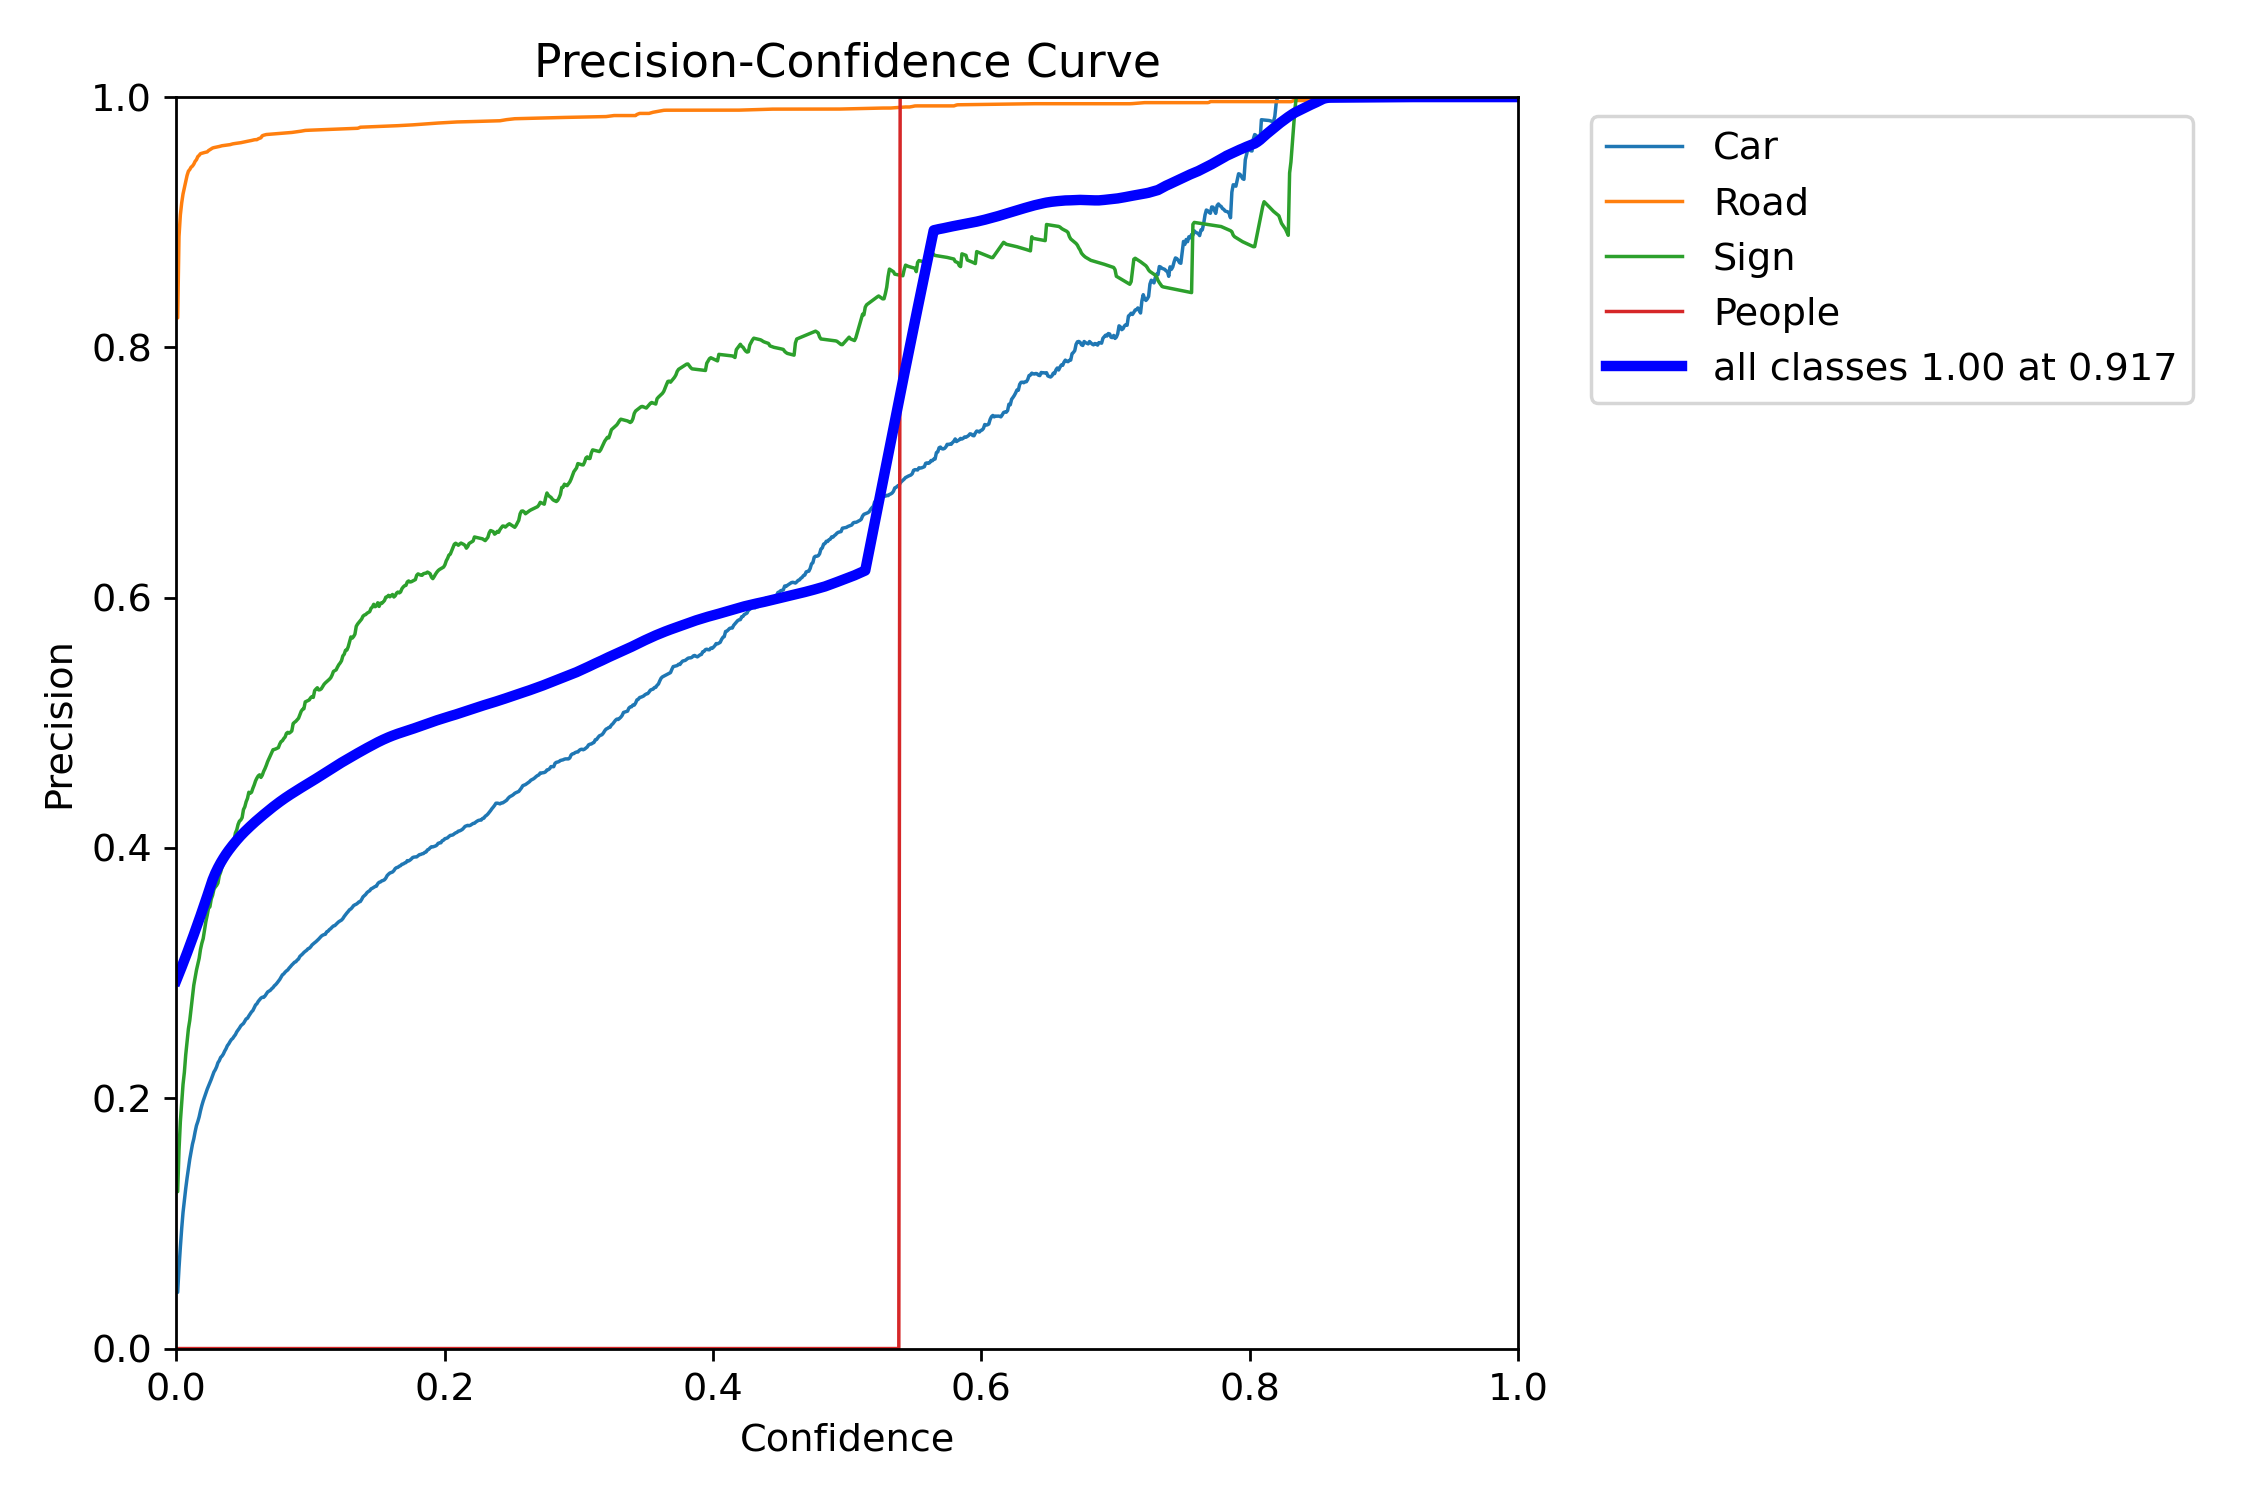 Precision-Confidence Curve
1.0
0.8
0.6
0.4
0.2
0.0
Precision
0.0 0.2 0.4 0.6 0.8 1.0
Confidence
Car
Road
Sign
People
all classes 1.00 at 0.917